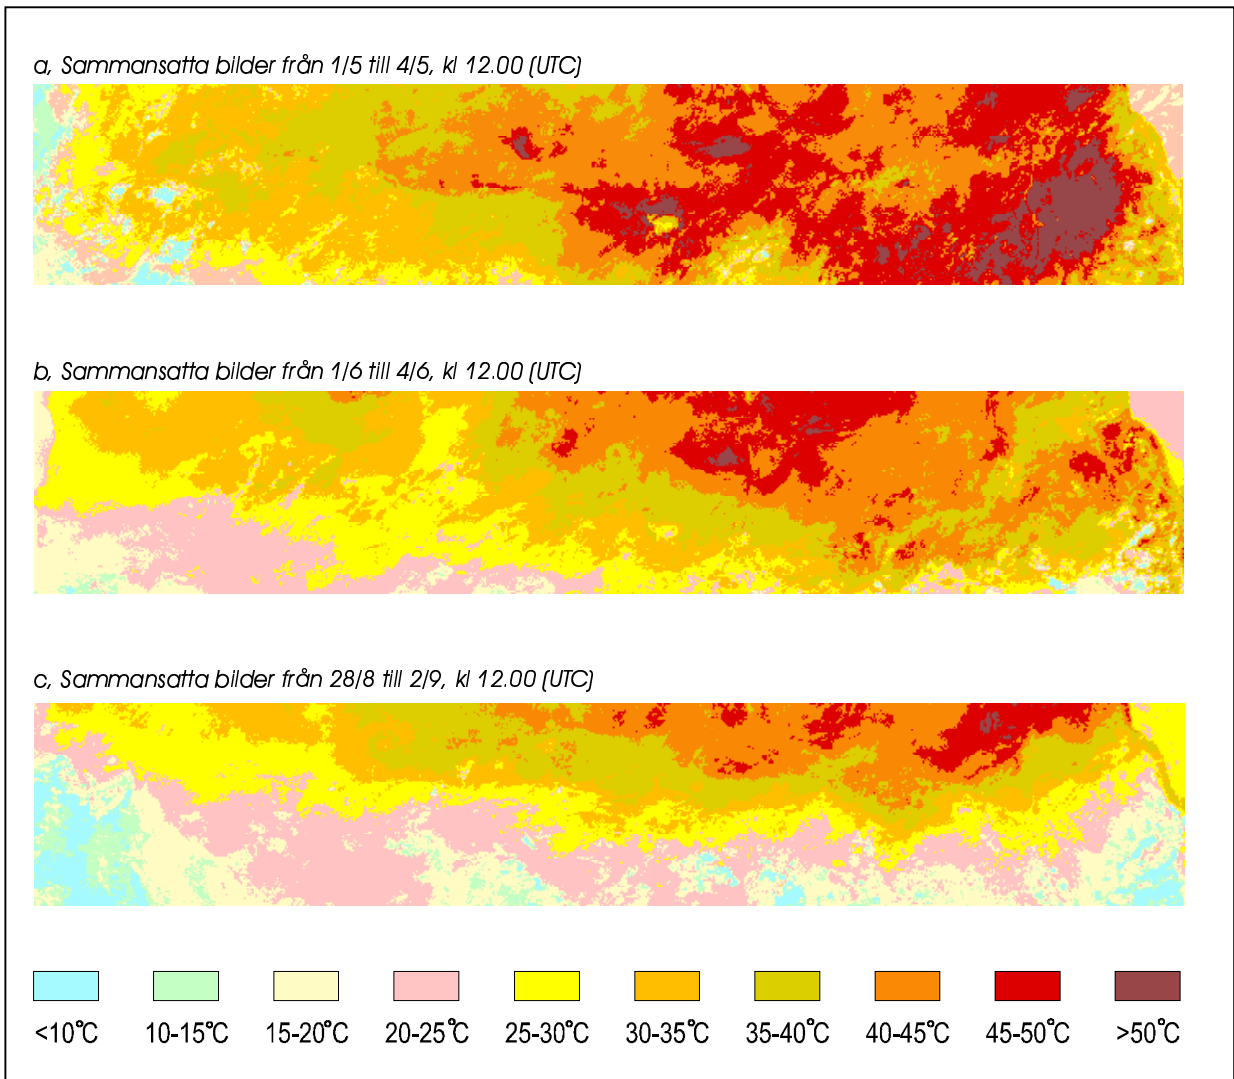 a, Sammansatta bilder från 1/5 till 4/5, kl 12.00 (UTC)
b, Sammansatta bilder från 1/6 till 4/6, kl 12.00 (UTC)
c, Sammansatta bilder från 28/8 till 2/9, kl 12.00 (UTC)
<10°C 10-15°C 15-20°C 20-25°C 25-30°C 30-35°C 35-40°C 40-45°C 45-50°C >50°C